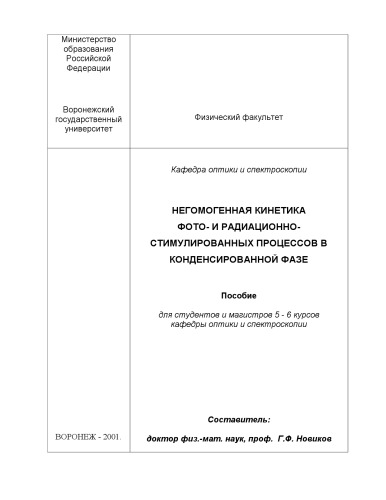 Министерство
образования
Российской
Федерации
Воронежский
государственный
университет
Физический факультет
Кафедра оптики и спектроскопии
НЕГОМОГЕННАЯ КИНЕТИКА
ФОТО- И РАДИАЦИОННО-
СТИМУЛИРОВАННЫХ ПРОЦЕССОВ В
КОНДЕНСИРОВАННОЙ ФАЗЕ
Пособие
для студентов и магистров 5 - 6 курсов
кафедры оптики и спектроскопии
Составитель:
ВОРОНЕЖ - 2001.
доктор физ.-мат. наук, проф. Г.Ф. Новиков